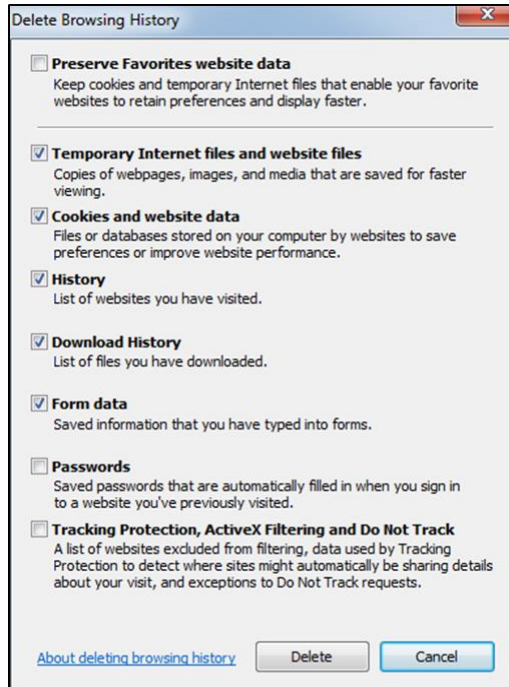 Delete Browsing History
Preserve Favorites website data
Keep cookies and temporary Internet files that enable your favorite
websites to retain preferences and display faster.
Temporary Internet files and website files
Copies of webpages, images, and media that are saved for faster
viewing.
Cookies and website data
Files or databases stored on your computer by websites to save
preferences or improve website performance.
History
List of websites you have visited.
Download History
List of files you have downloaded.
Form data
Saved information that you have typed into forms.
Passwords
Saved passwords that are automatically filled in when you sign in
to a website you've previously visited.
Tracking Protection, ActiveX Filtering and Do Not Track
A list of websites excluded from filtering, data used by Tracking
Protection to detect where sites might automatically be sharing details
about your visit, and exceptions to Do Not Track requests.
About deleting browsing history
Delete
Cancel